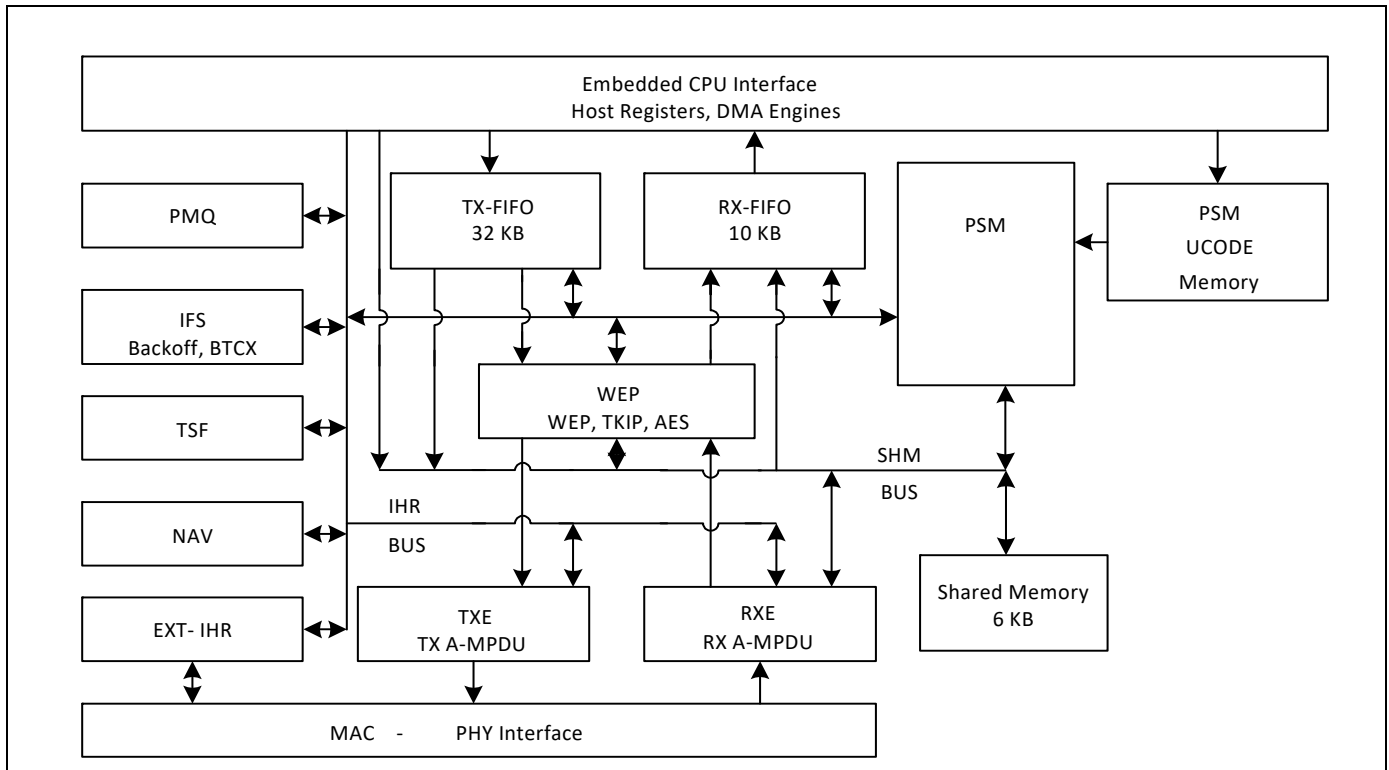 Embedded CPU Interface
Host Registers, DMA Engines
PMQ
TX-FIFO
32 KB
RX-FIFO
10 KB
PSM
PSM
UCODE
Memory
IFS
Backoff, BTCX
WEP
WEP, TKIP, AES
TSF
SHM
BUS
IHR
BUS
NAV
Shared Memory
6 KB
EXT- IHR
TXE
TX A-MPDU
RXE
RX A-MPDU
MAC - PHY Interface